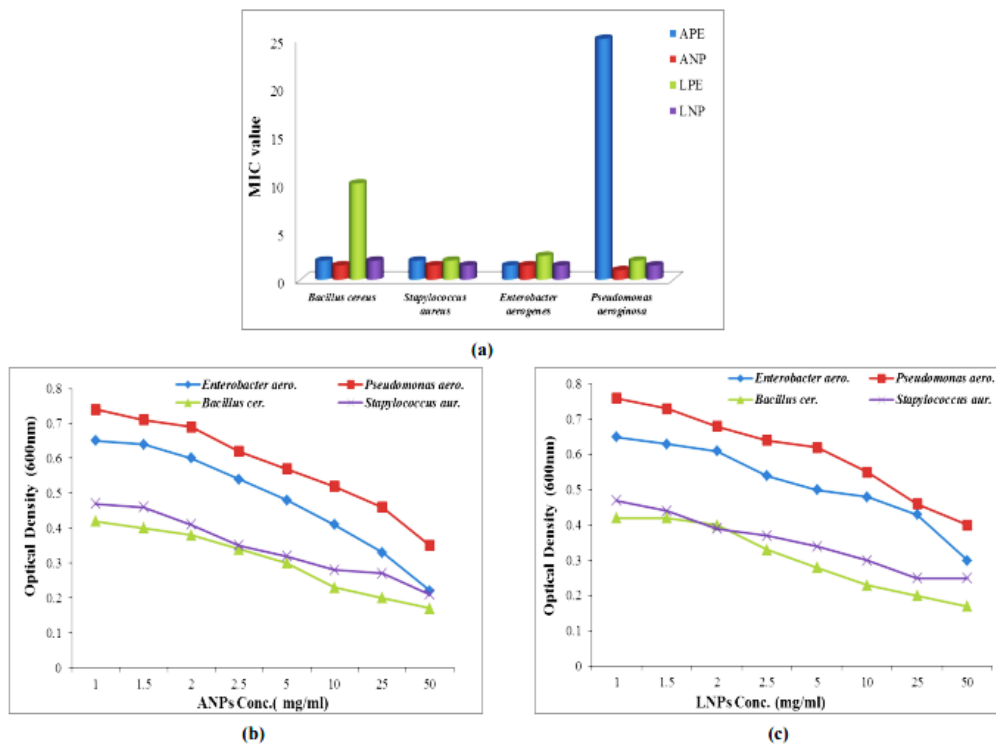 25
20
15
10
5
0
MIC value
APE
ANP
LPE
LNP
Bacillus cereus
Stapylococcus aureus
Enterobacter aerogenes
Pseudomonas aeroginosa
(a)
Enterobacter aero.
Pseudomonas aero.
Bacillus cer.
Stapylococcus aur.
0.8
0.7
0.6
0.5
0.4
0.3
0.2
0.1
0
Optical Density (600nm)
1 1.5 2 2.5 5 10 25 50
ANPs Conc.( mg/ml)
(b)
Enterobacter aero.
Pseudomonas aero.
Bacillus cer.
Stapylococcus aur.
0.8
0.7
0.6
0.5
0.4
0.3
0.2
0.1
0
Optical Density (600nm)
1 1.5 2 2.5 5 10 25 50
LNPs Conc. (mg/ml)
(c)